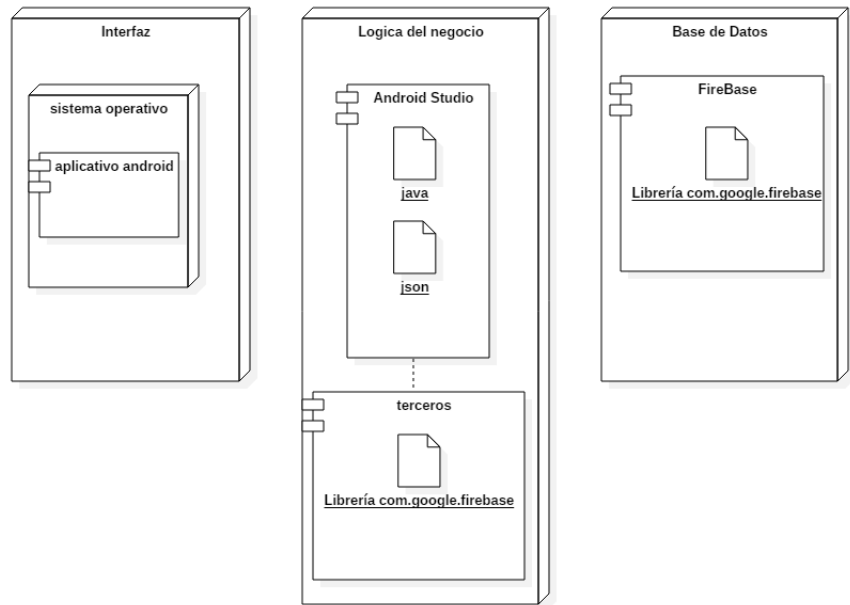 Interfaz
sistema operativo
aplicativo android
Logica del negocio
Android Studio
java
json
terceros
Librería com.google.firebase
Base de Datos
FireBase
Librería com.google.firebase